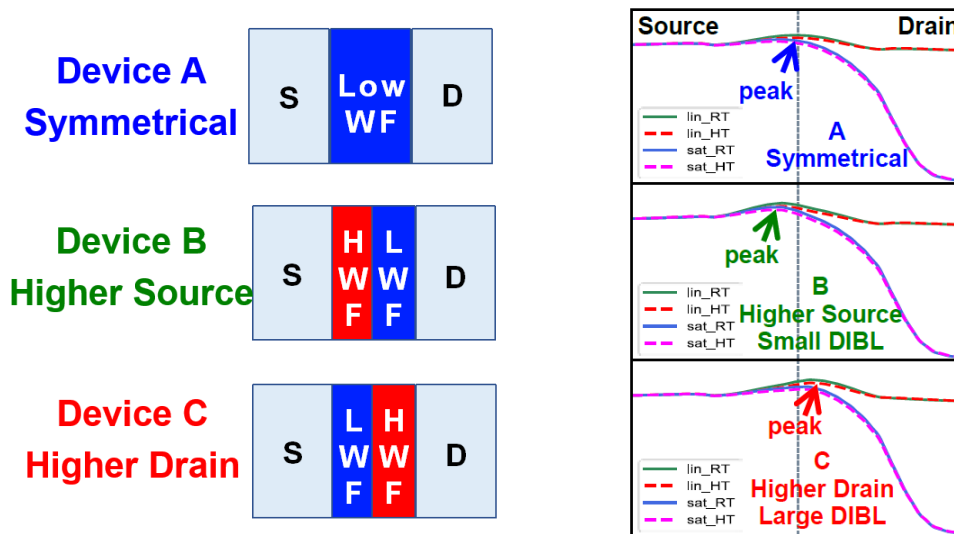 Device A
Symmetrical
S
Low
WF
D
Source
Drain
peak
lin_RT
lin_HT
sat_RT
sat_HT
A
Symmetrical
Device B
Higher Source
S
H
W
F
L
W
F
D
peak
lin_RT
lin_HT
sat_RT
sat_HT
B
Higher Source
Small DIBL
Device C
Higher Drain
S
L
W
F
H
W
F
D
peak
lin_RT
lin_HT
sat_RT
sat_HT
C
Higher Drain
Large DIBL